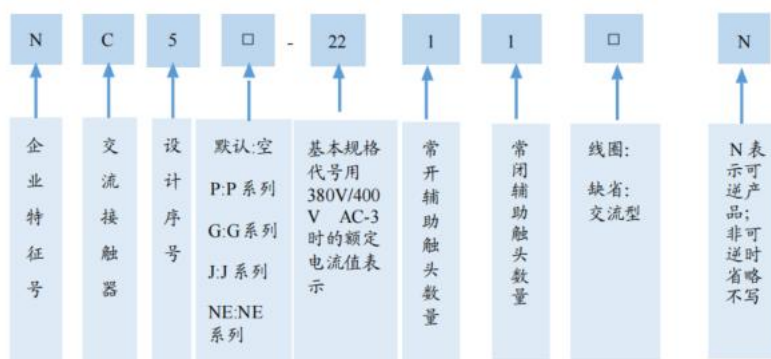 N C 5 □ - 22 1 1 □ N
企
业
特
征
号
交
流
接
触
器
设
计
序
号
默认:空
P:P 系列
G:G系列
J:J 系列
NE:NE
系列
基本规格
代号用
380V/400
V AC-3
时的额定
电流值表
示
常
开
辅
助
触
头
数
量
常
闭
辅
助
触
头
数
量
线圈:
缺省:
交流型
N 表
示可
逆产
品;
非可
逆时
省略
不写